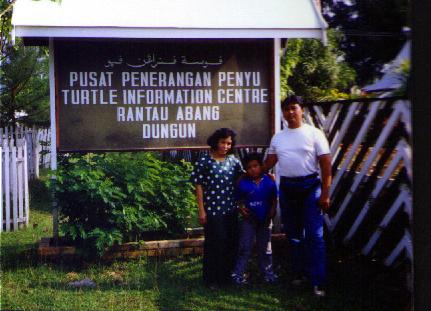 PUSAT PENERANGAN PENYU
TURTLE INFORMATION CENTRE
RANTAU ABANG
DUNGUN